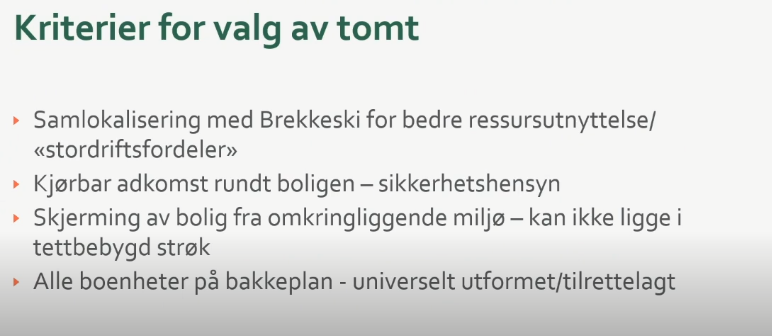 Kriterier for valg av tomt
Samlokalisering med Brekkeski for bedre ressursutnyttelse/
«stordriftsfordeler»
Kjørbar adkomst rundt boligen – sikkerhetshensyn
Skjerming av bolig fra omkringliggende miljø – kan ikke ligge i
tettbebygd strøk
Alle boenheter på bakkeplan - universelt utformet/tilrettelagt